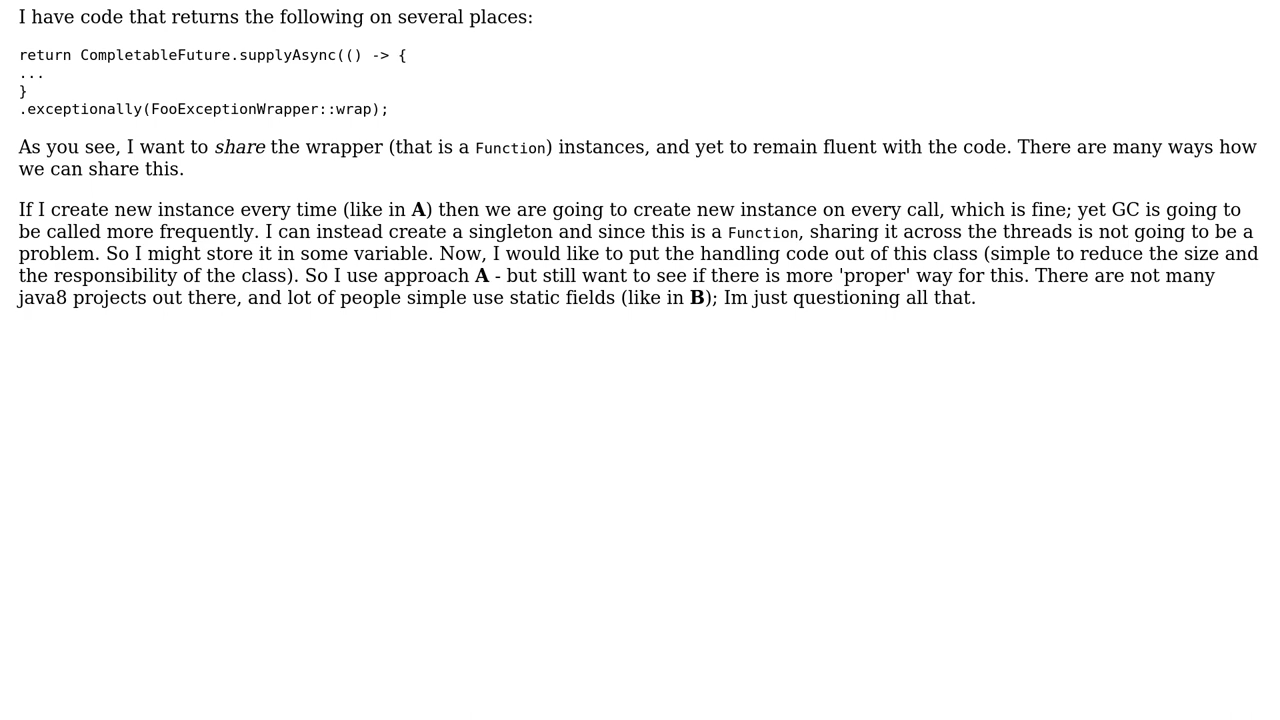 I have code that returns the following on several places:
return CompletableFuture.supplyAsync(() -> {
...
}
.exceptionally(FooExceptionWrapper::wrap);
As you see, I want to share the wrapper (that is a Function) instances, and yet to remain fluent with the code. There are many ways how
we can share this.
If I create new instance every time (like in A) then we are going to create new instance on every call, which is fine; yet GC is going to
be called more frequently. I can instead create a singleton and since this is a Function, sharing it across the threads is not going to be a
problem. So I might store it in some variable. Now, I would like to put the handling code out of this class (simple to reduce the size and
the responsibility of the class). So I use approach A - but still want to see if there is more 'proper' way for this. There are not many
java8 projects out there, and lot of people simple use static fields (like in B); Im just questioning all that.